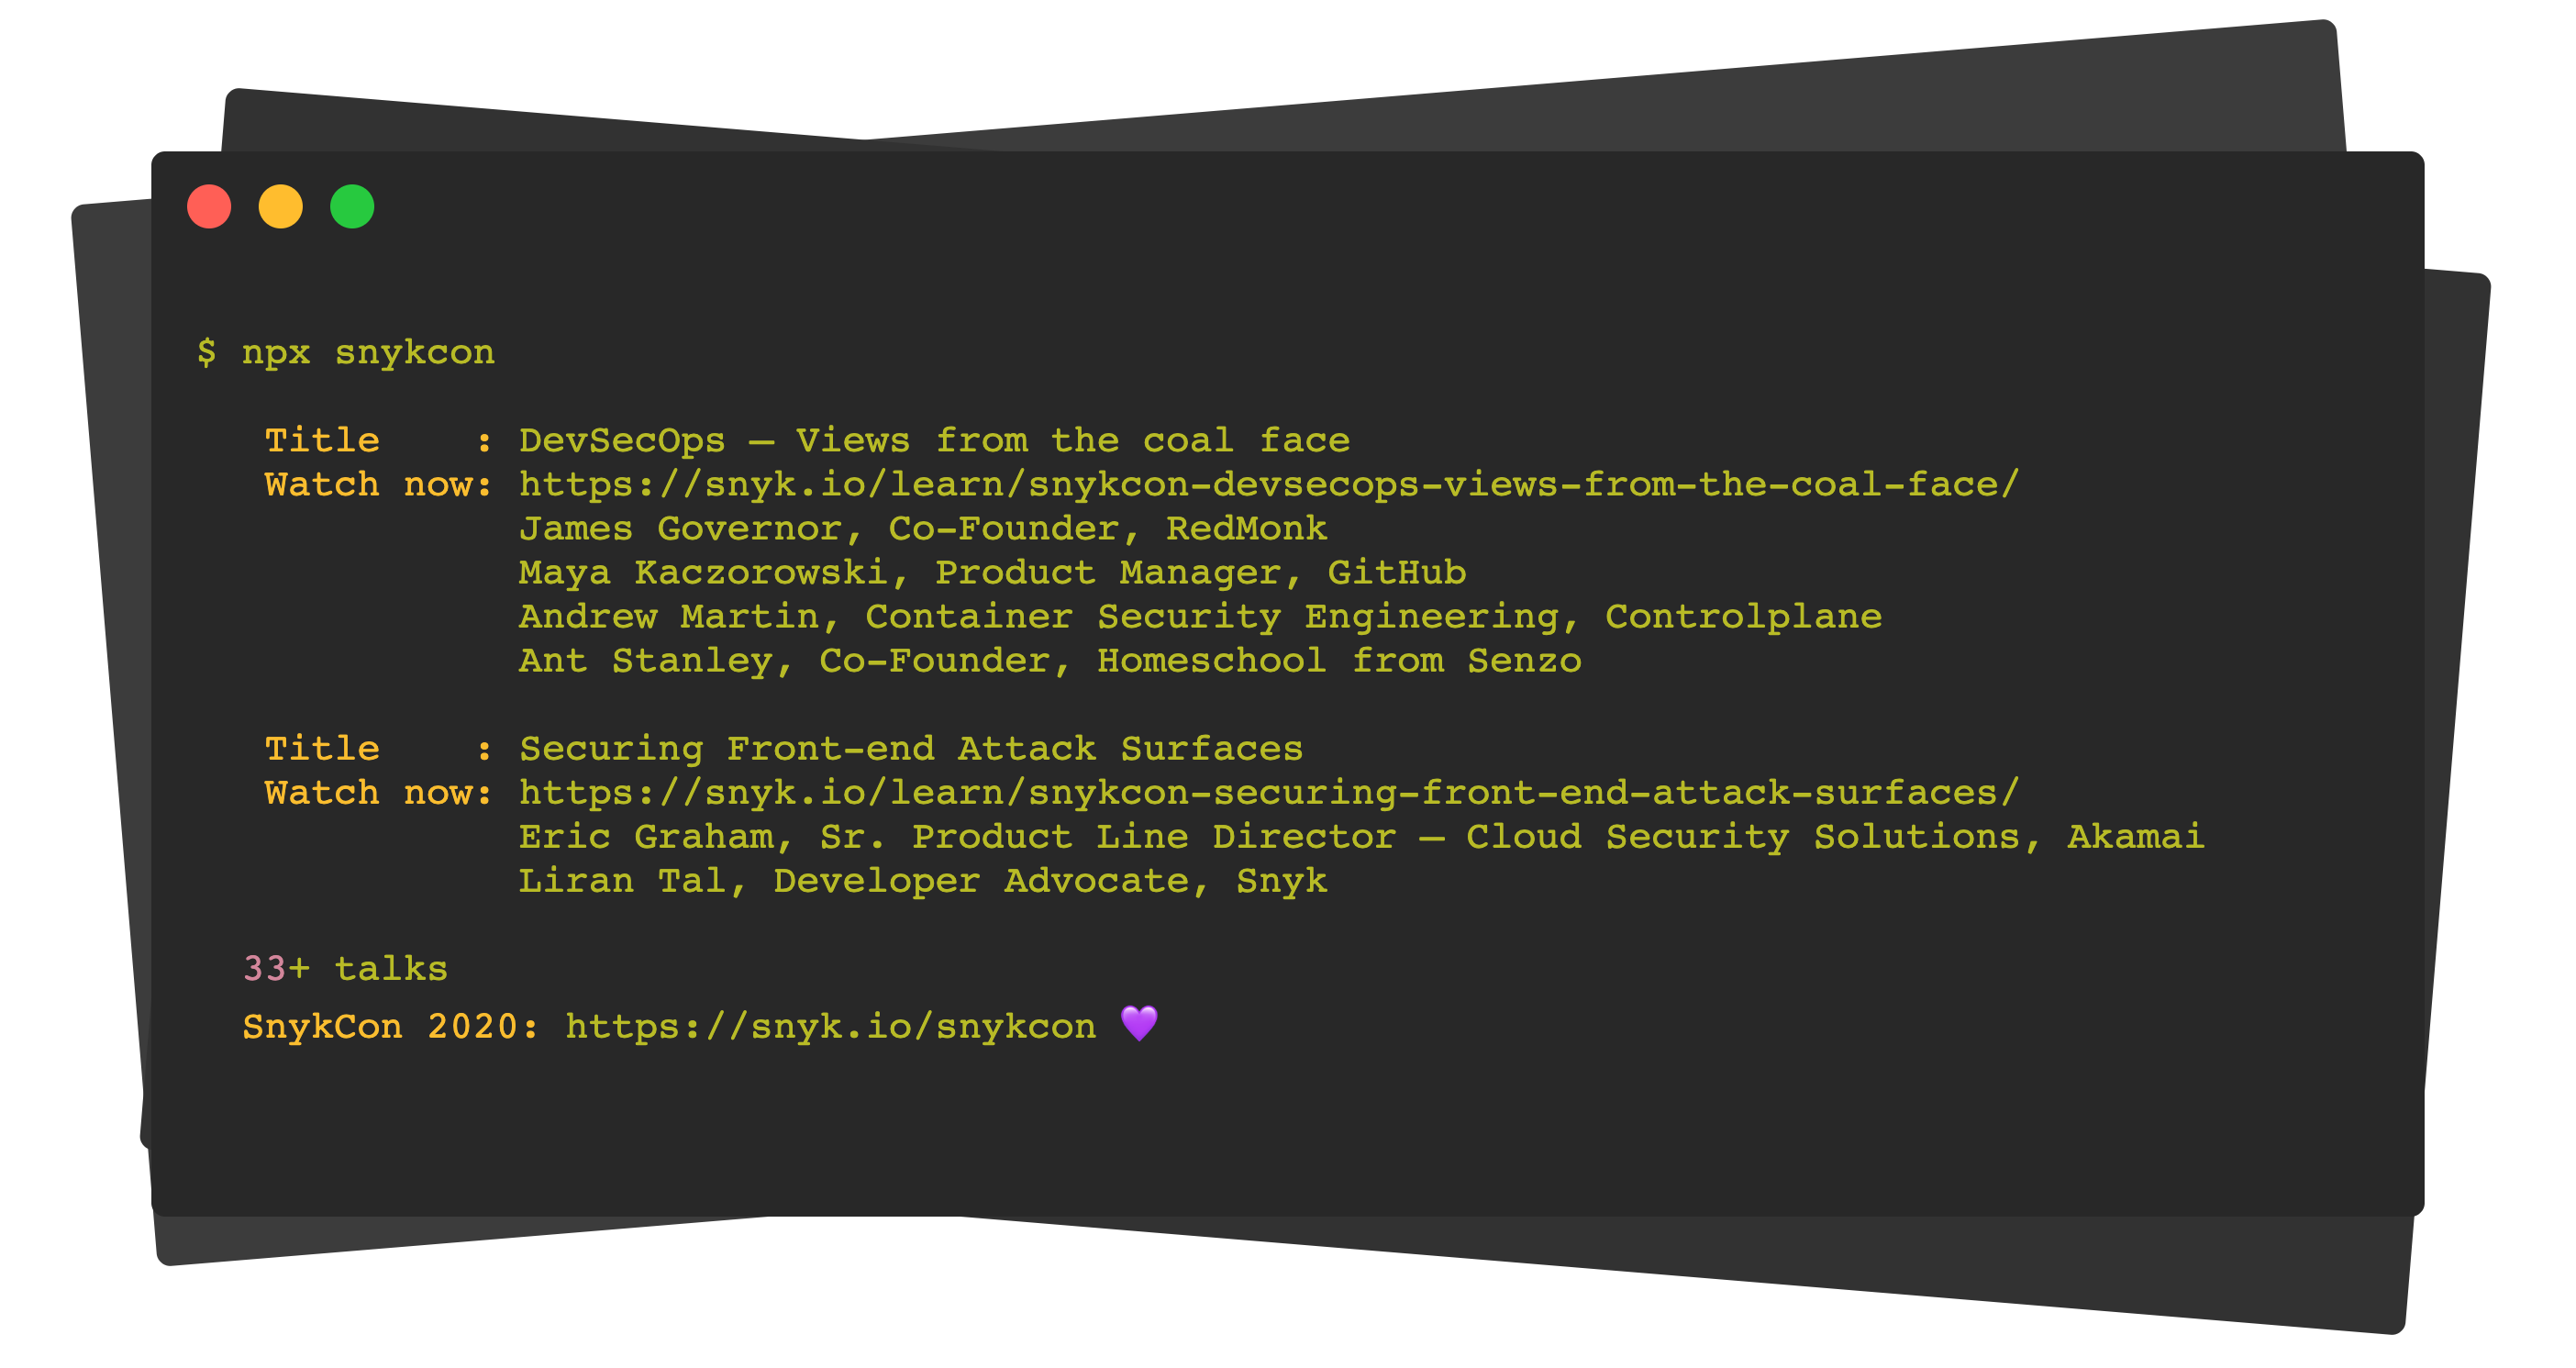 $ npx snykcon
Title    : DevSecOps – Views from the coal face
Watch now: https://snyk.io/learn/snykcon-devsecops-views-from-the-coal-face/
James Governor, Co-Founder, RedMonk
Maya Kaczorowski, Product Manager, GitHub
Andrew Martin, Container Security Engineering, Controlplane
Ant Stanley, Co-Founder, Homeschool from Senzo
Title    : Securing Front-end Attack Surfaces
Watch now: https://snyk.io/learn/snykcon-securing-front-end-attack-surfaces/
Eric Graham, Sr. Product Line Director – Cloud Security Solutions, Akamai
Liran Tal, Developer Advocate, Snyk
33+ talks
SnykCon 2020: https://snyk.io/snykcon 💜